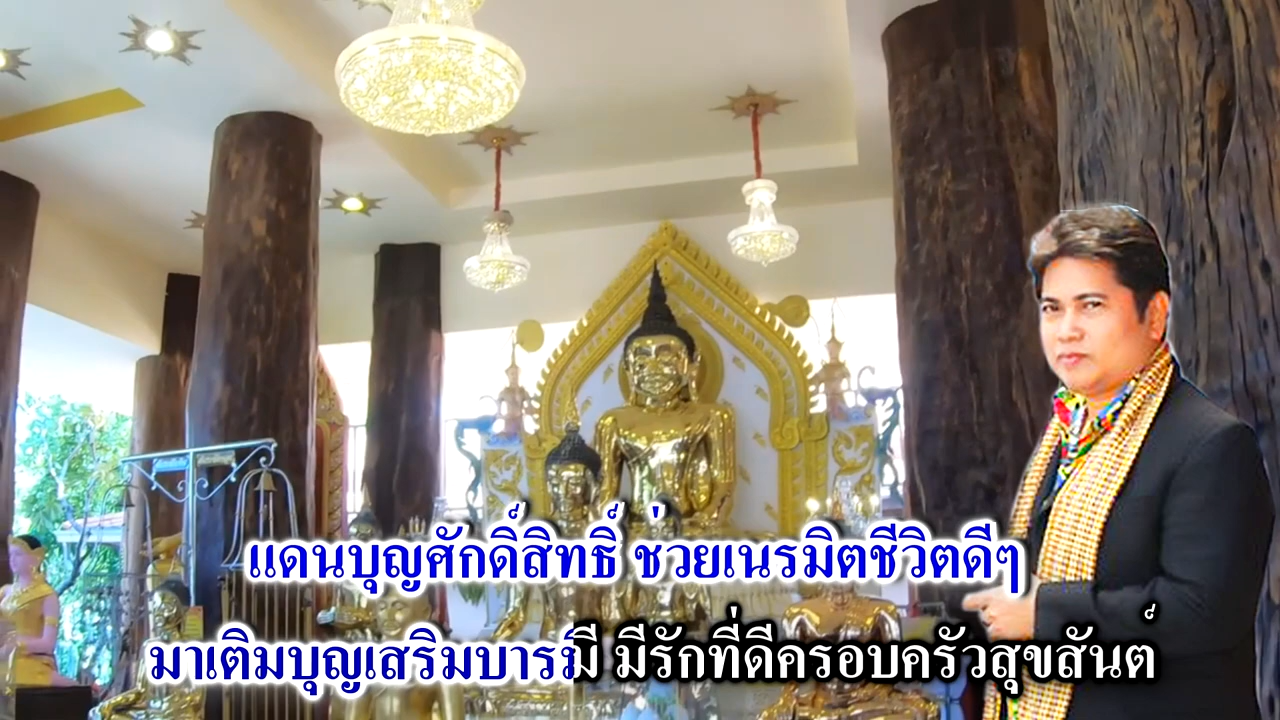 แดนบุญศักดิ์สิทธิ์ ช่วยเนรมิตชีวิตดีๆ
มาเติมบุญเสริมบารมี มีรักที่ดีครอบครัวสุขสันต์